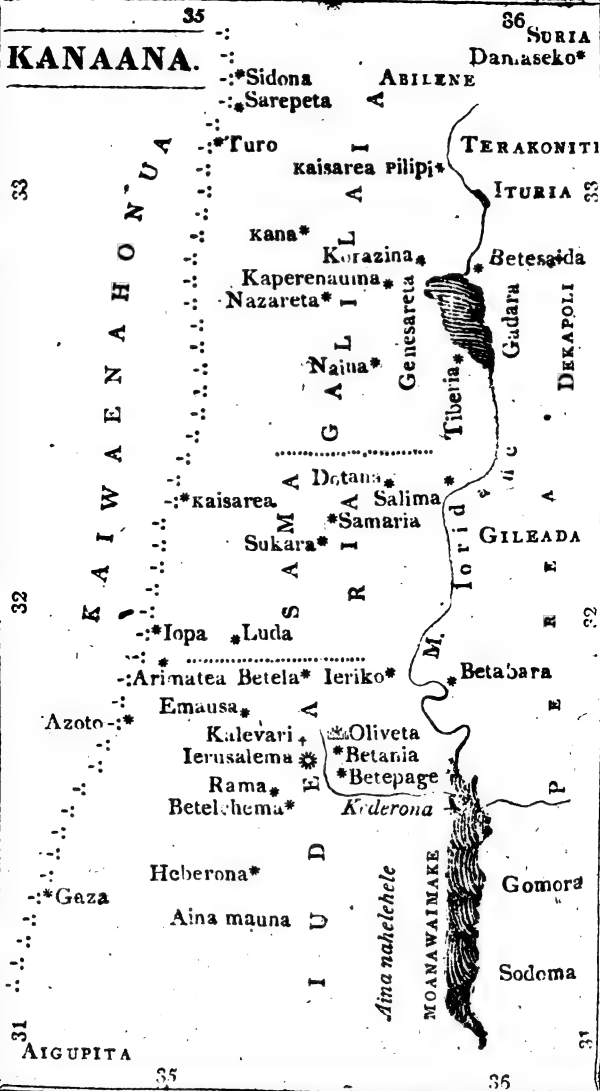 35
36
KANAANA.
SURIA
Damaseko
Sidona
ABILENE
Sarepeta
Turo
TERAKONITI
Kaisarea Pilipi
33
ITURIA
33
Kana
Korazina
Betesaida
Kaperenauma
Nazareta
Genesareta
Gadara
DEKAPOLI
Naina
Tiberia
GALILAIA
KAIWAENAHONUA
Dotana
Salima
Kaisarea
Samaria
Sukara
SAMARIA
GILEADA
M. Ioridane
PEREA
32
32
Iopa
Luda
Arimatea
Betela
Ieriko
Betabara
Emausa
Azoto
Kalevari
Oliveta
Ierusalema
Betania
Betepage
Rama
Betelehema
Kederona
IUDEA
Heberona
Gaza
Aina mauna
Aina nahelehele
MOANAWAIMAKE
Gomora
Sodoma
31
31
AIGUPITA
35
36